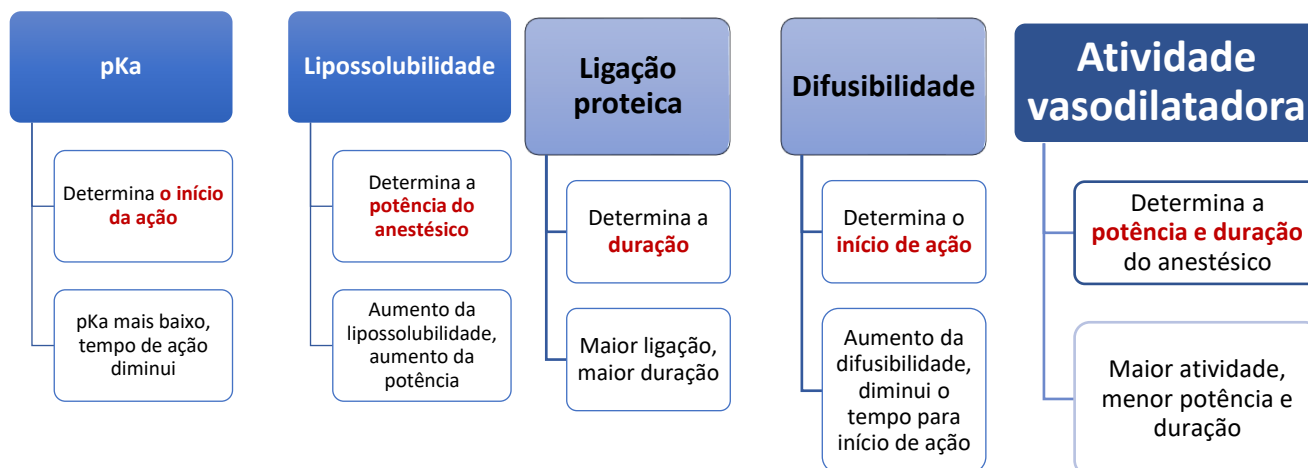 pKa
Determina o início
da ação
pKa mais baixo,
tempo de ação
diminui
Lipossolubilidade
Determina a
potência do
anestésico
Aumento da
lipossolubilidade,
aumento da
potência
Ligação
proteica
Determina a
duração
Maior ligação,
maior duração
Difusibilidade
Determina o
início de ação
Aumento da
difusibilidade,
diminui o
tempo para
início de ação
Atividade
vasodilatadora
Determina a
potência e duração
do anestésico
Maior atividade,
menor potência e
duração